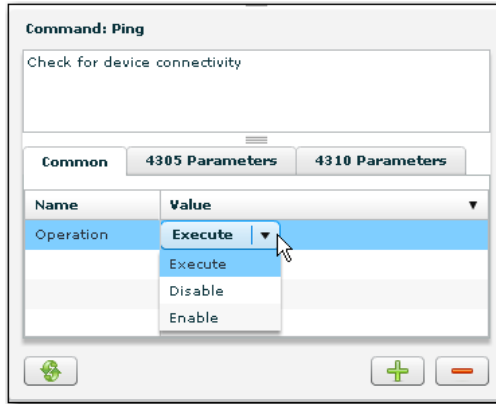 Command: Ping
Check for device connectivity
Common 4305 Parameters 4310 Parameters
Name Value
Operation Execute
Execute
Disable
Enable